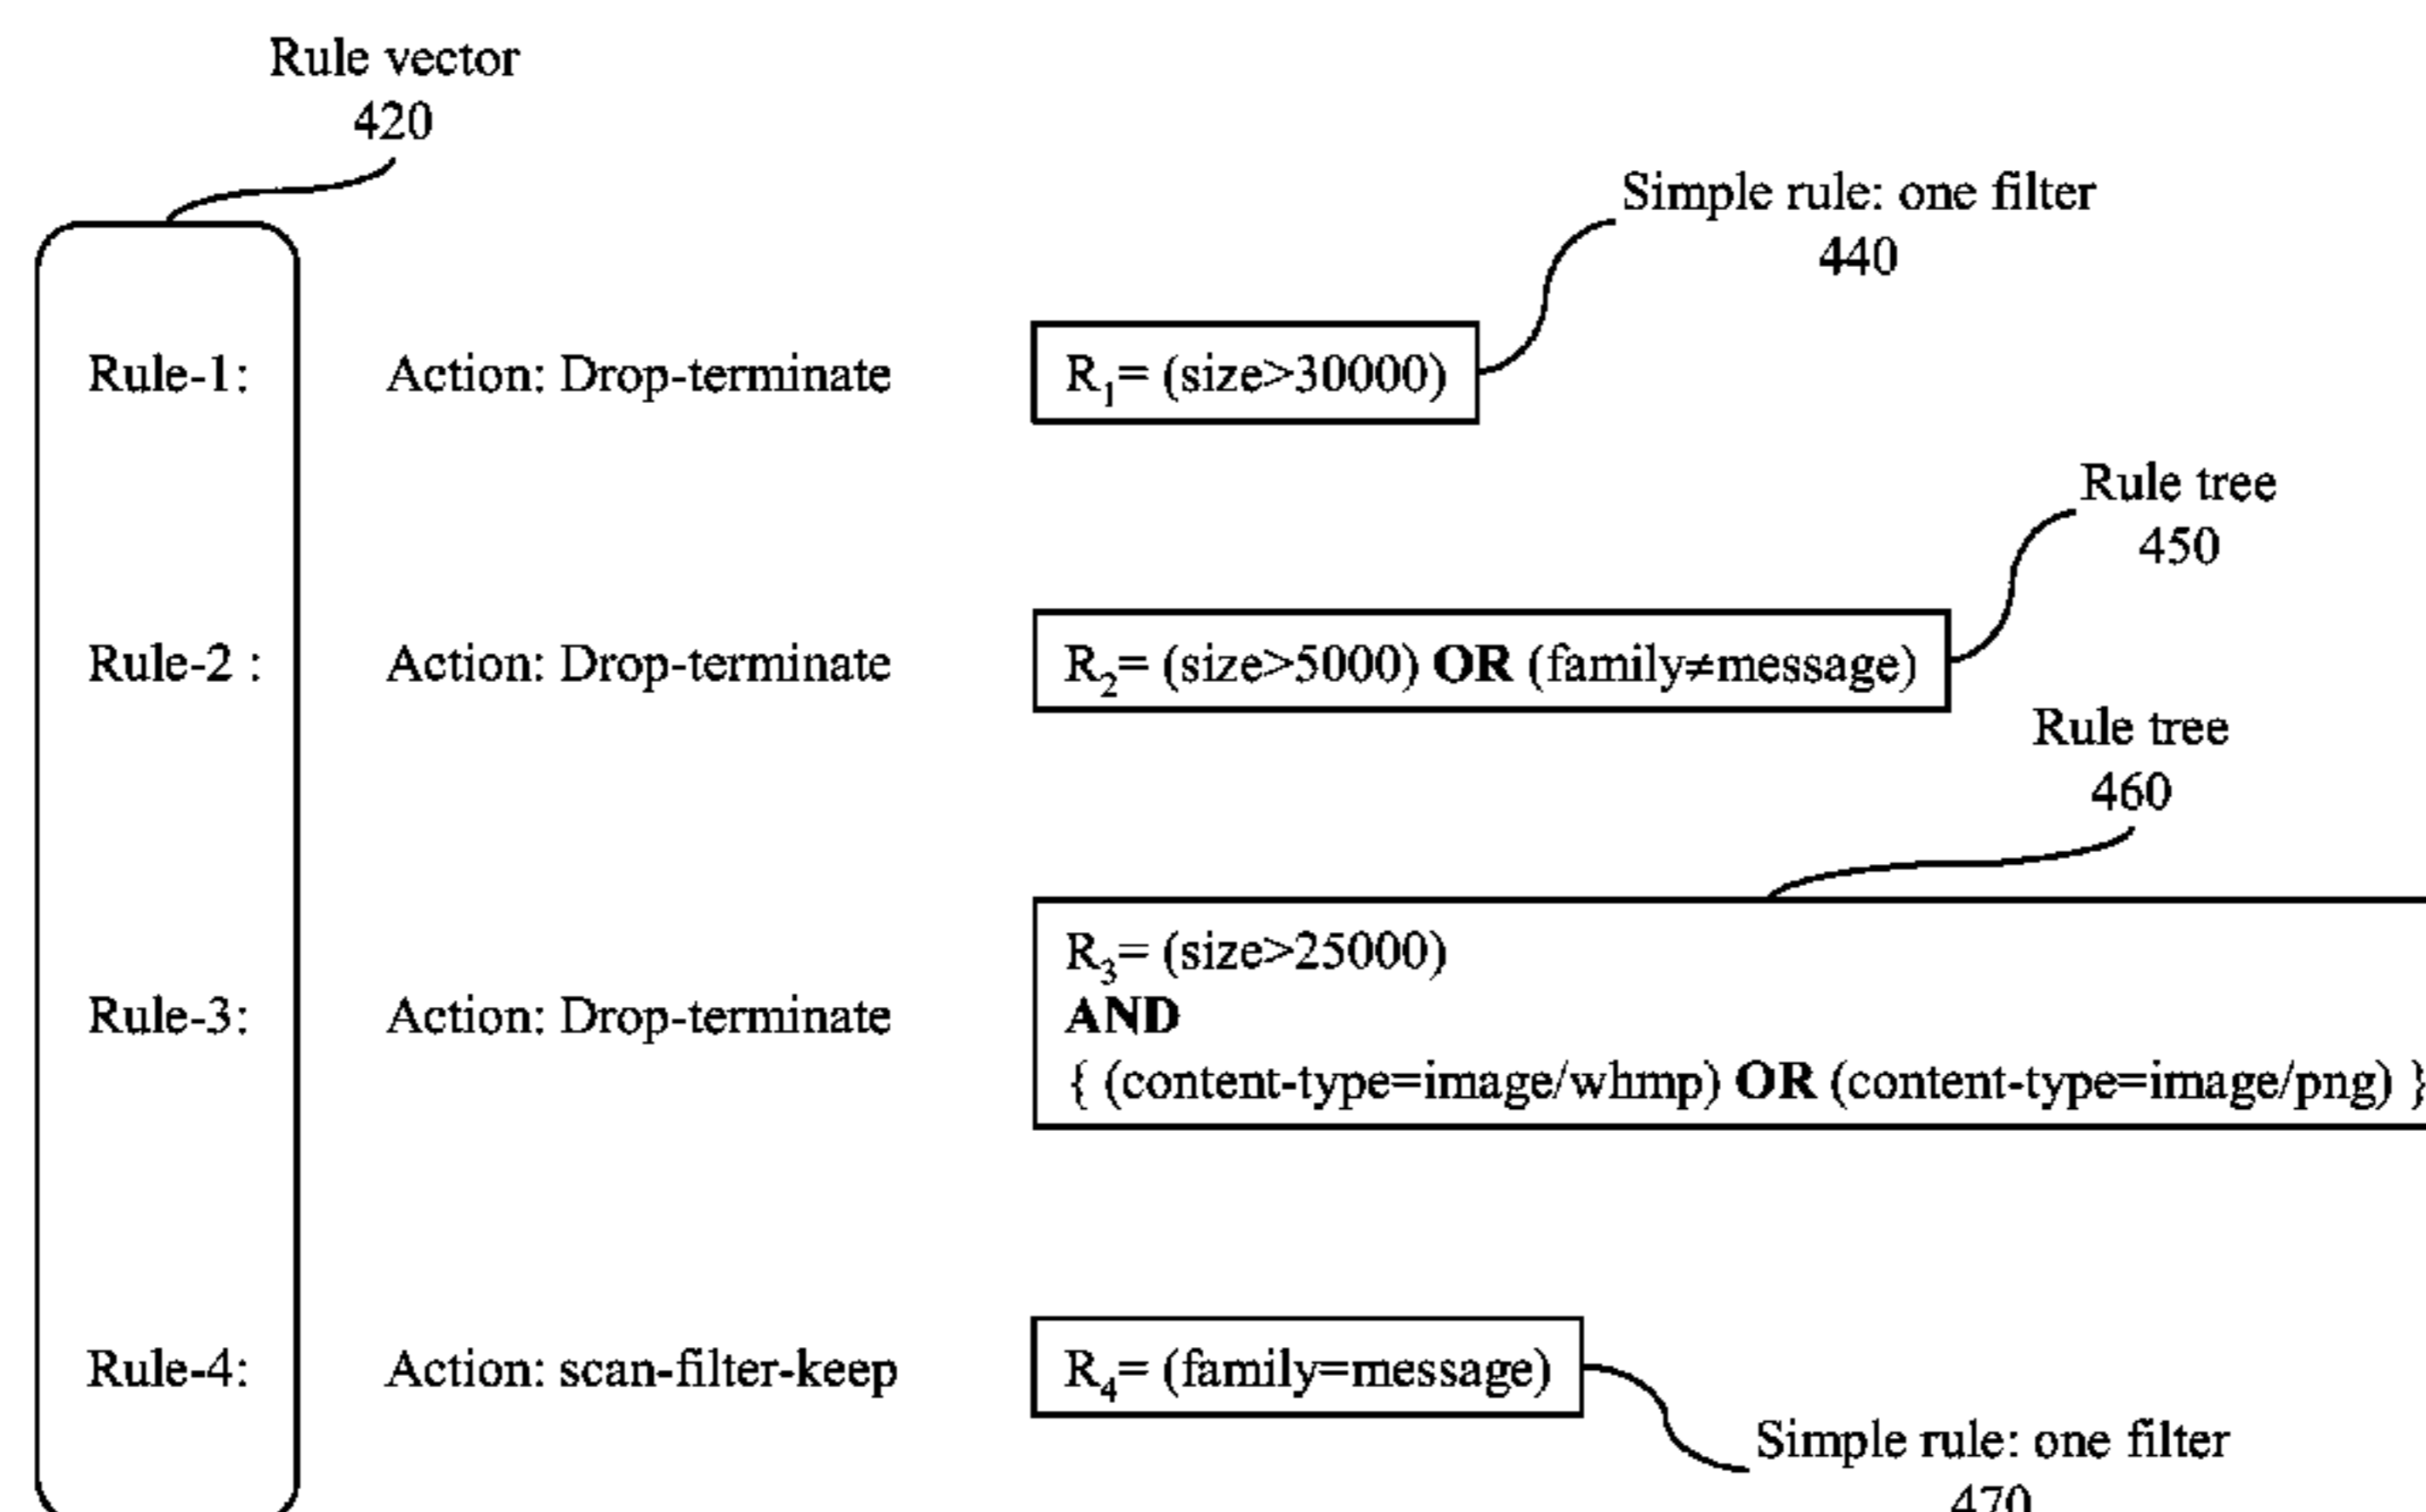 Rule vector
420
Simple rule: one filter
440
Rule-1: Action: Drop-terminate R₁= (size>30000)
Rule tree
450
Rule-2 : Action: Drop-terminate R₂= (size>5000) OR (family≠message)
Rule tree
460
R₃= (size>25000)
Rule-3: Action: Drop-terminate AND
{ (content-type=image/whmp) OR (content-type=image/png) }
Rule-4: Action: scan-filter-keep R₄= (family=message)
Simple rule: one filter
470